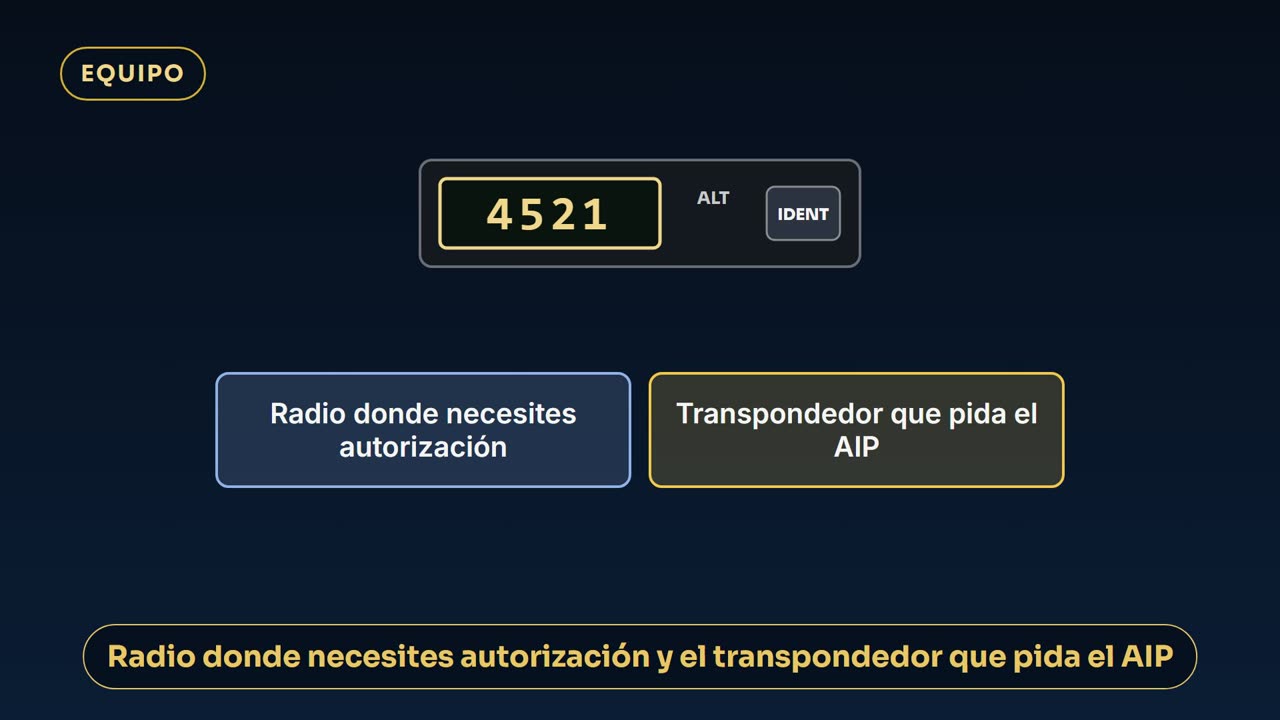 EQUIPO
4521
ALT
IDENT
Radio donde necesites
autorización
Transpondedor que pida el
AIP
Radio donde necesites autorización y el transpondedor que pida el AIP